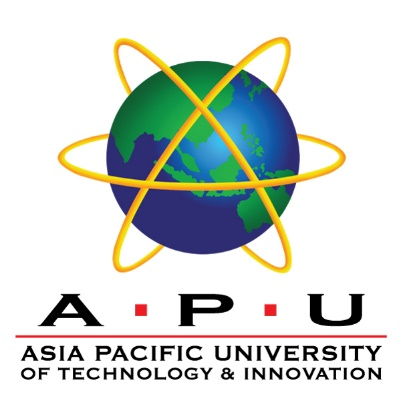 A · P · U
ASIA PACIFIC UNIVERSITY
OF TECHNOLOGY & INNOVATION